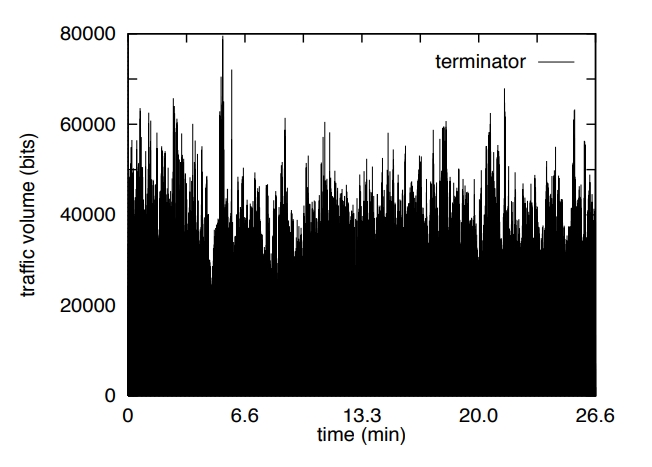 80000
terminator
60000
traffic volume (bits)
40000
20000
0
0 6.6 13.3 20.0 26.6
time (min)